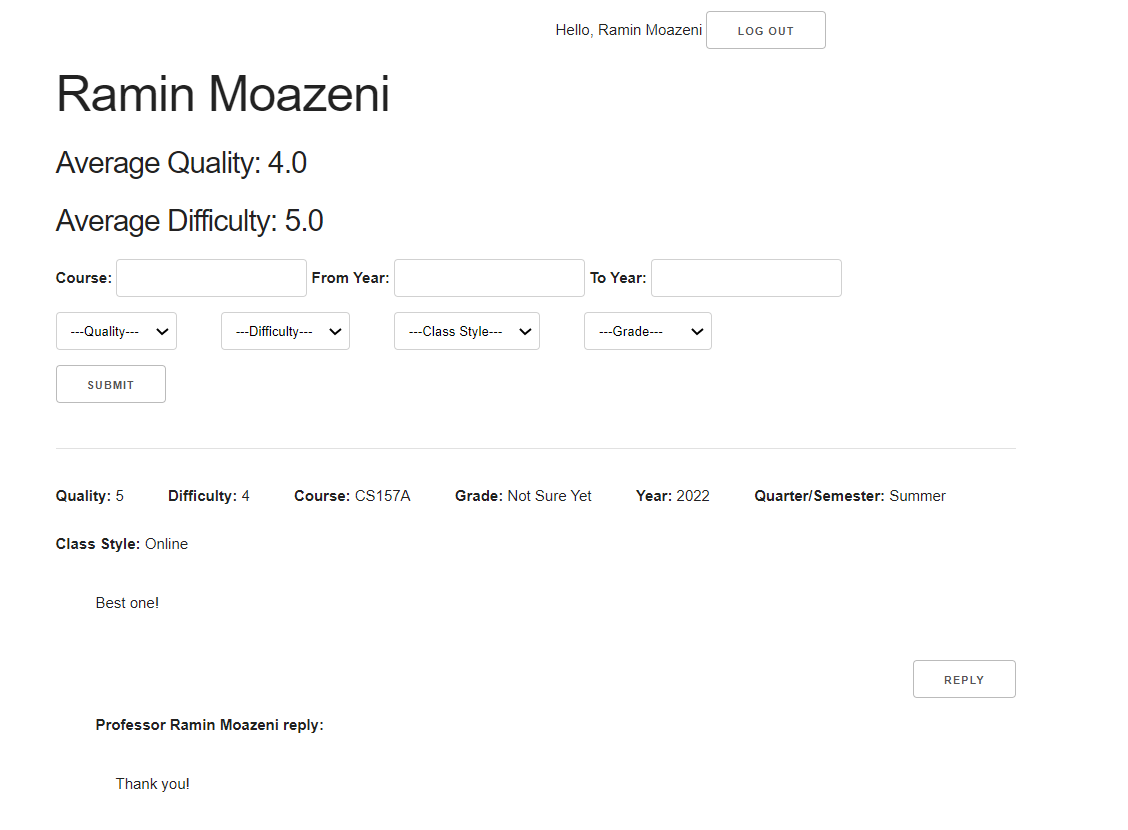 Hello, Ramin Moazeni LOG OUT
Ramin Moazeni
Average Quality: 4.0
Average Difficulty: 5.0
Course: From Year: To Year:
---Quality--- ---Difficulty--- ---Class Style--- ---Grade---
SUBMIT
Quality: 5 Difficulty: 4 Course: CS157A Grade: Not Sure Yet Year: 2022 Quarter/Semester: Summer
Class Style: Online
Best one!
REPLY
Professor Ramin Moazeni reply:
Thank you!